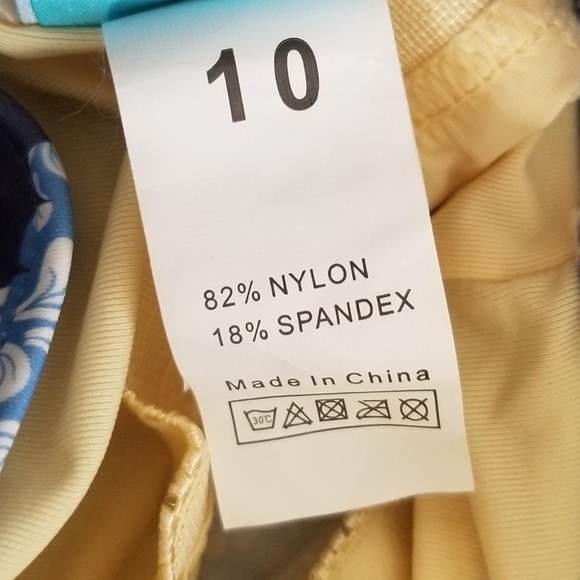 10
82% NYLON
18% SPANDEX
Made In China
30℃